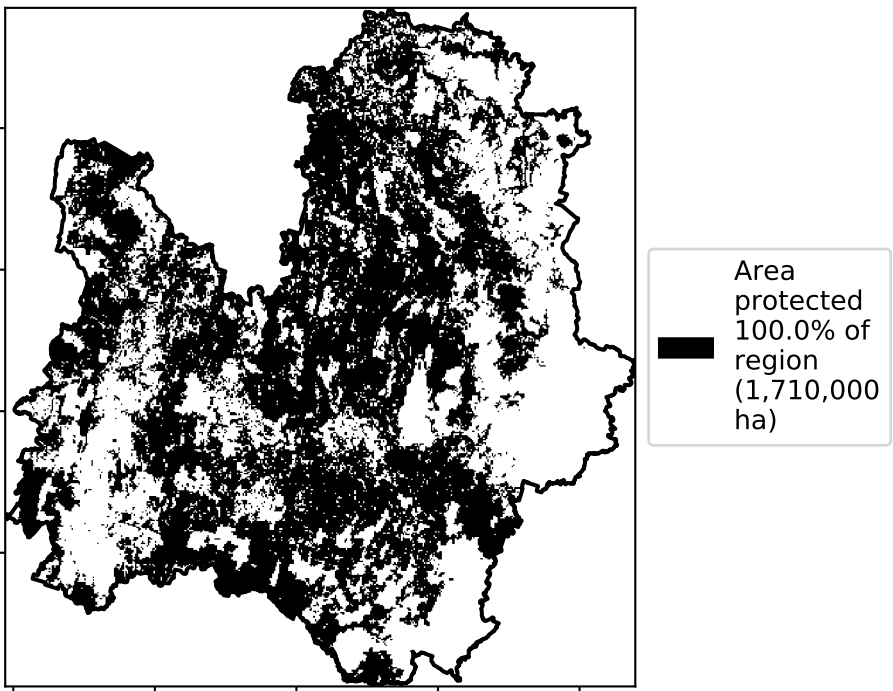 Area
protected
100.0% of
region
(1,710,000
ha)